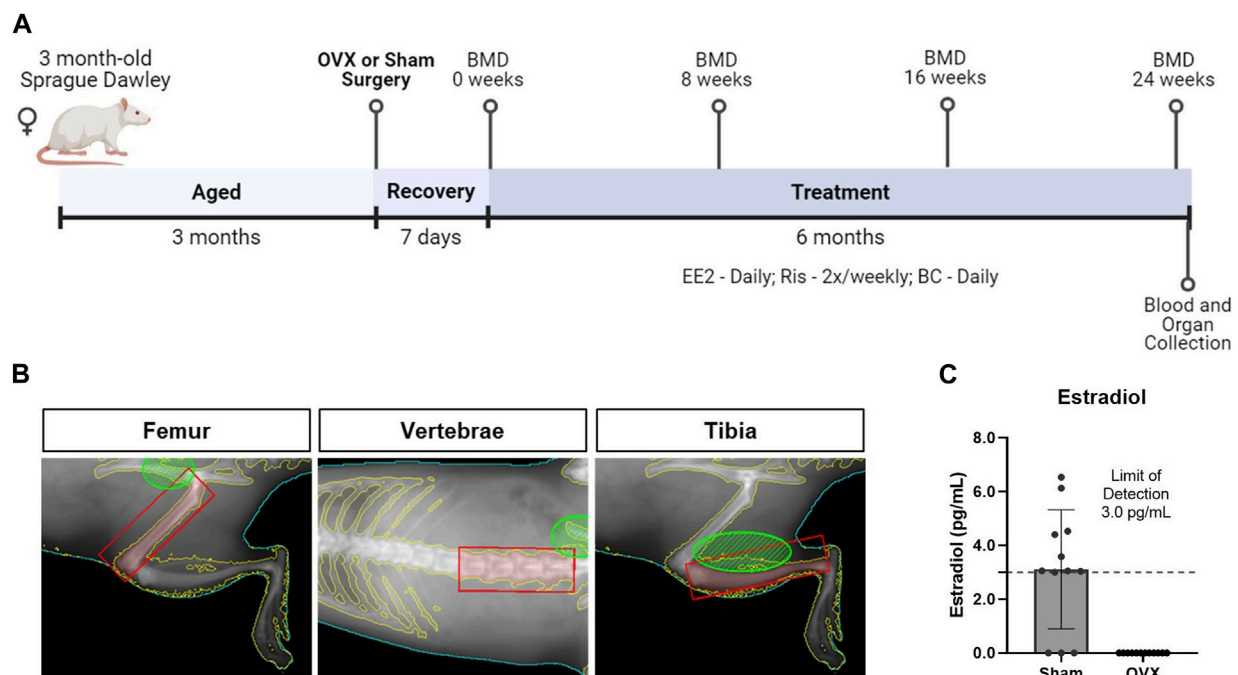 A
3 month-old
Sprague Dawley
♀
OVX or Sham
Surgery
BMD
0 weeks
BMD
8 weeks
BMD
16 weeks
BMD
24 weeks
Aged
Recovery
Treatment
3 months
7 days
6 months
EE2 - Daily; Ris - 2x/weekly; BC - Daily
Blood and
Organ
Collection
B
Femur
Vertebrae
Tibia
C
Estradiol
Estradiol (pg/mL)
8.0
6.0
4.0
2.0
0.0
Limit of
Detection
3.0 pg/mL
Sham
OVX